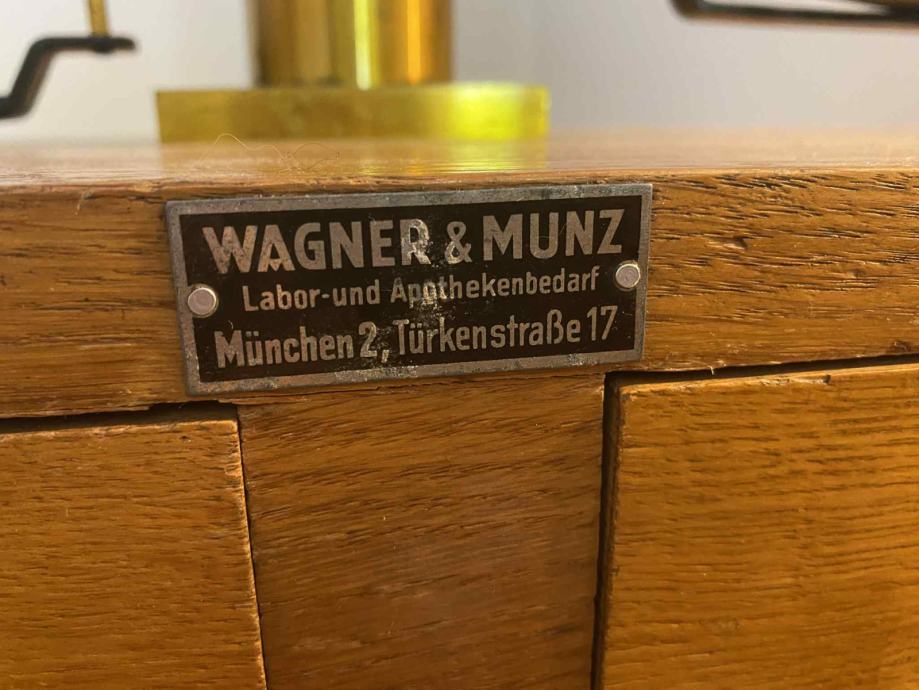 WAGNER & MUNZ
Labor-und Apothekenbedarf
München 2, Türkenstraße 17